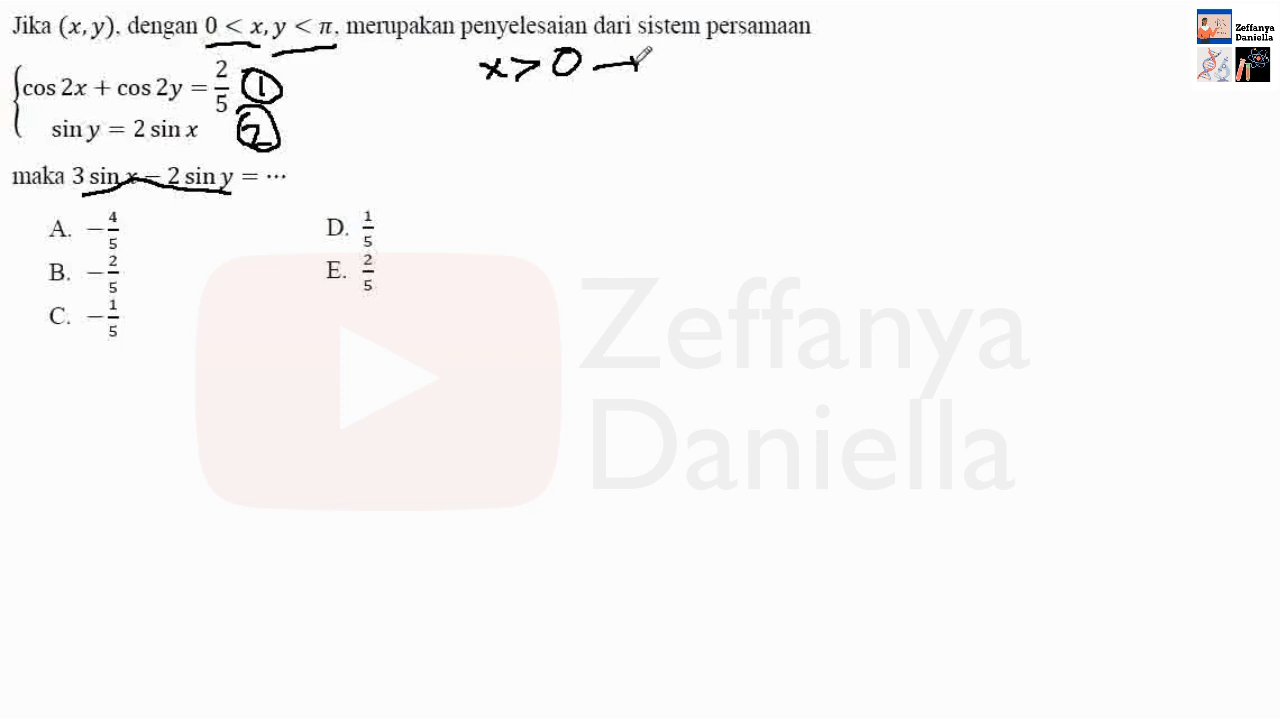 Jika (x, y), dengan 0 < x, y < π, merupakan penyelesaian dari sistem persamaan
x > 0 →
cos 2x + cos 2y = 2/5 ①
sin y = 2 sin x ②
maka 3 sin x − 2 sin y = ⋯
A. −4/5
D. 1/5
B. −2/5
E. 2/5
C. −1/5
Zeffanya
Daniella
Zeffanya
Daniella